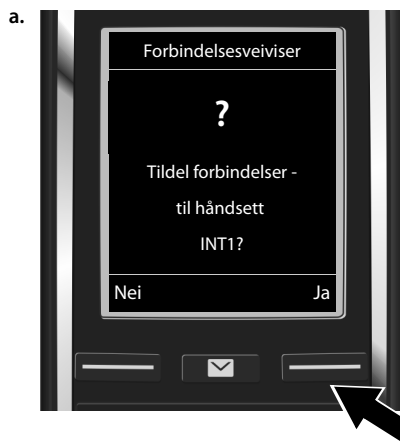 a.
Forbindelsesveiviser
?
Tildel forbindelser -
til håndsett
INT1?
Nei Ja